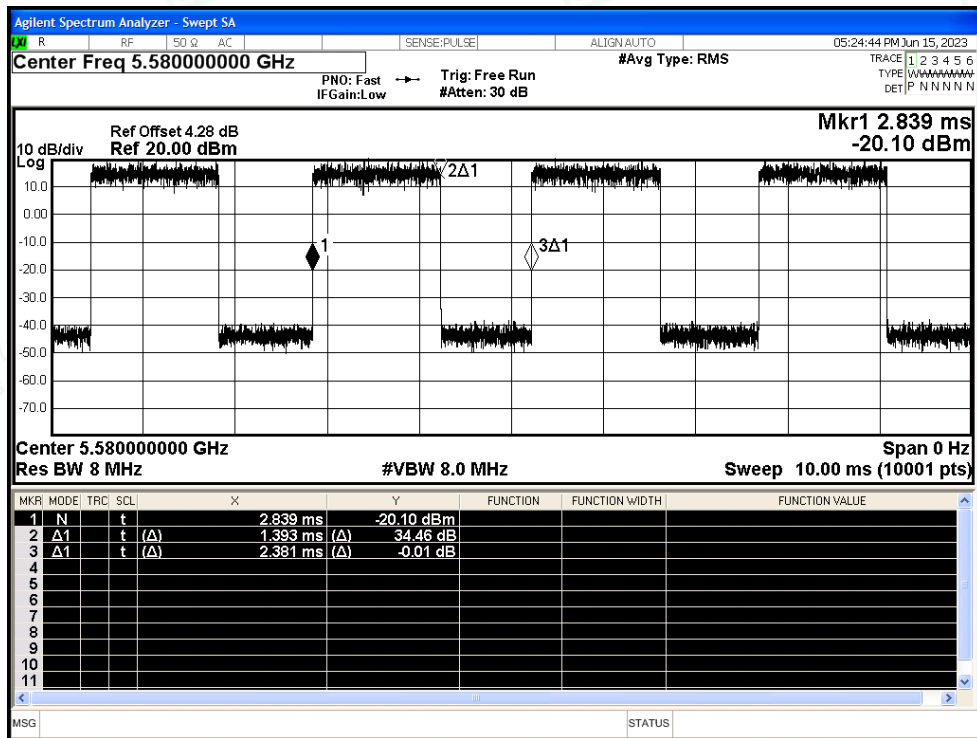 Agilent Spectrum Analyzer - Swept SA
LXI R RF 50 Ω AC SENSE:PULSE ALIGN AUTO 05:24:44 PM Jun 15, 2023
Center Freq 5.580000000 GHz #Avg Type: RMS TRACE 1 2 3 4 5 6
PNO: Fast Trig: Free Run TYPE
IFGain:Low #Atten: 30 dB DET P N N N N N
Mkr1 2.839 ms
Ref Offset 4.28 dB
10 dB/div Ref 20.00 dBm -20.10 dBm
Log
10.0
2Δ1
0.00
-10.0
1
3Δ1
-20.0
-30.0
-40.0
-50.0
-60.0
-70.0
Center 5.580000000 GHz Span 0 Hz
Res BW 8 MHz #VBW 8.0 MHz Sweep 10.00 ms (10001 pts)
MKR MODE TRC SCL X Y FUNCTION FUNCTION WIDTH FUNCTION VALUE
1 N t 2.839 ms -20.10 dBm
2 Δ1 t (Δ) 1.393 ms (Δ) 34.46 dB
3 Δ1 t (Δ) 2.381 ms (Δ) -0.01 dB
4
5
6
7
8
9
10
11
MSG STATUS